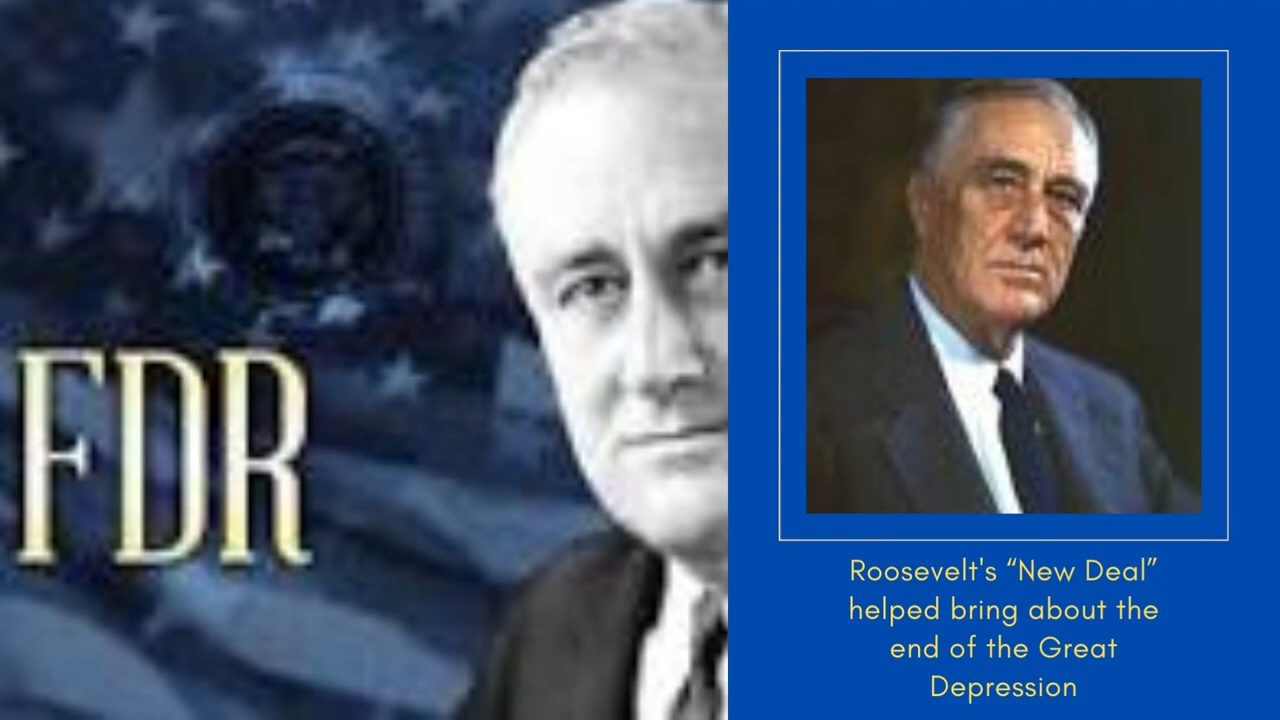 FDR
Roosevelt's “New Deal”
helped bring about the
end of the Great
Depression